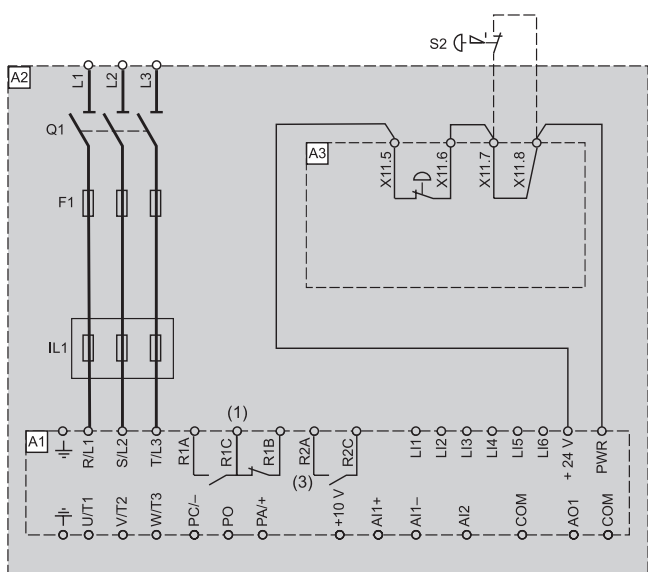 S2
A2
L1 L2 L3
Q1
A3
X11.5 X11.6 X11.7 X11.8
F1
IL1
(1)
A1
R/L1 S/L2 T/L3 R1A R1C R1B R2A R2C LI1 LI2 LI3 LI4 LI5 LI6 + 24 V PWR
(3)
U/T1 V/T2 W/T3 PC/– PO PA/+ +10 V AI1+ AI1– AI2 COM AO1 COM